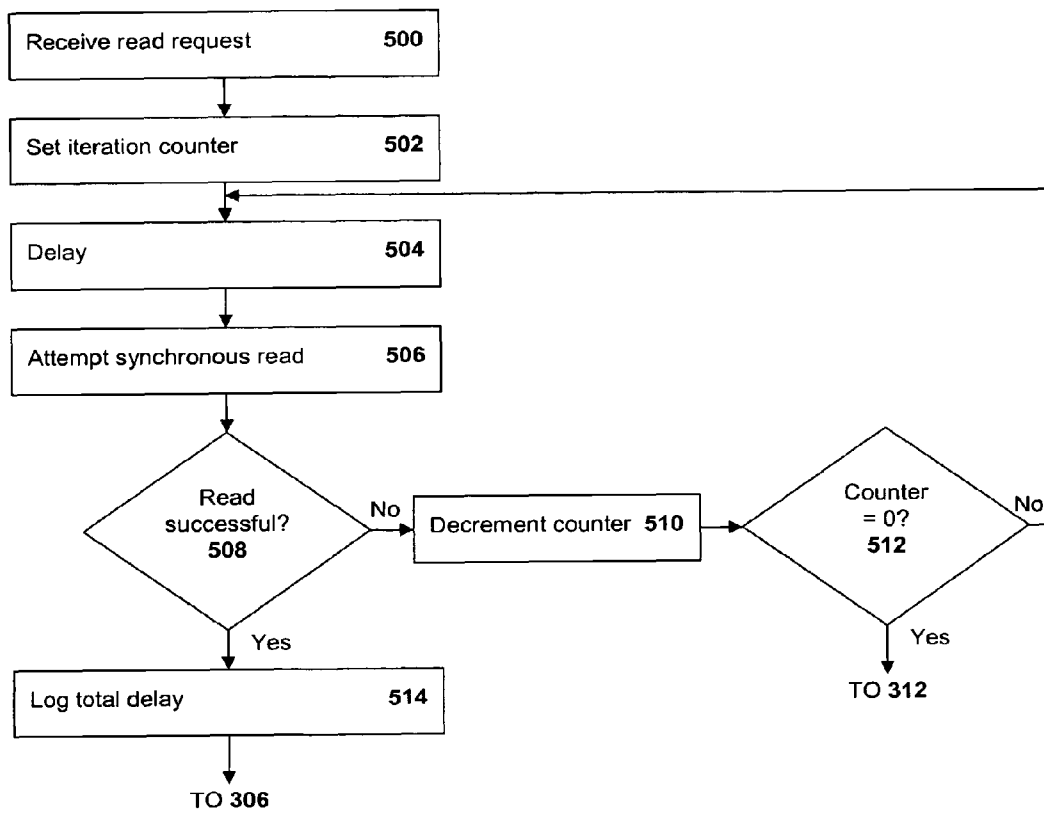 Receive read request 500
Set iteration counter 502
Delay 504
Attempt synchronous read 506
Read
successful?
508
No
Decrement counter 510
Counter
= 0?
512
No
Yes
Yes
TO 312
Log total delay 514
TO 306